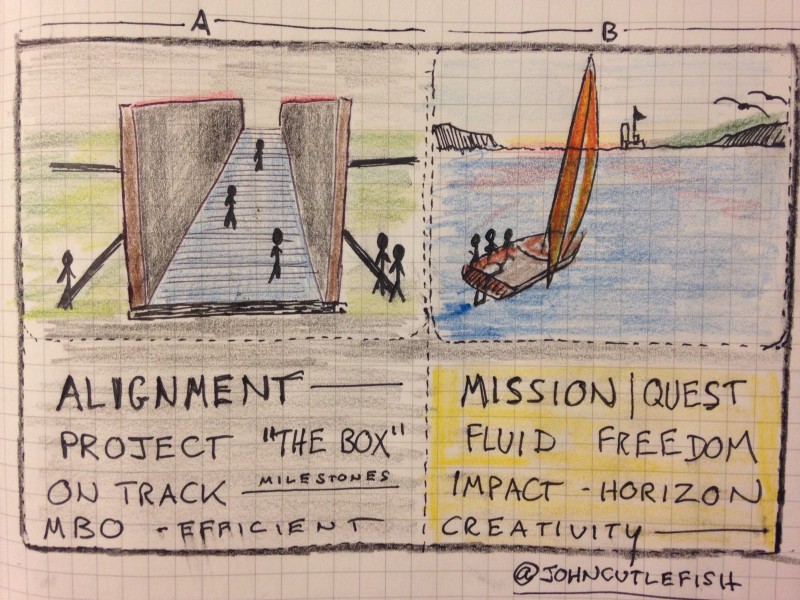 A
B
ALIGNMENT
PROJECT "THE BOX"
ON TRACK MILESTONES
MBO - EFFICIENT
MISSION | QUEST
FLUID FREEDOM
IMPACT - HORIZON
CREATIVITY
@JOHNCUTLEFISH